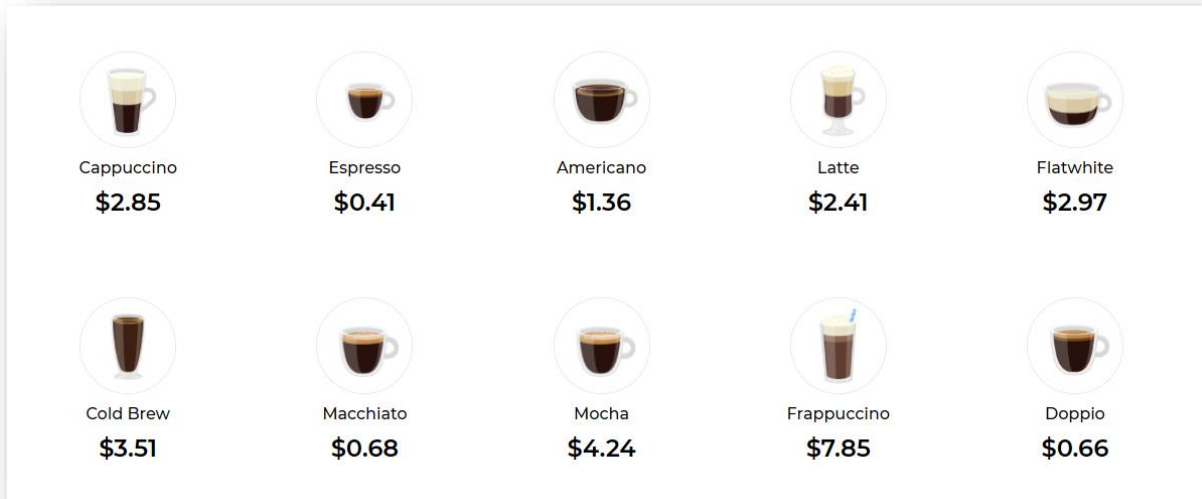 Cappuccino
$2.85
Espresso
$0.41
Americano
$1.36
Latte
$2.41
Flatwhite
$2.97
Cold Brew
$3.51
Macchiato
$0.68
Mocha
$4.24
Frappuccino
$7.85
Doppio
$0.66